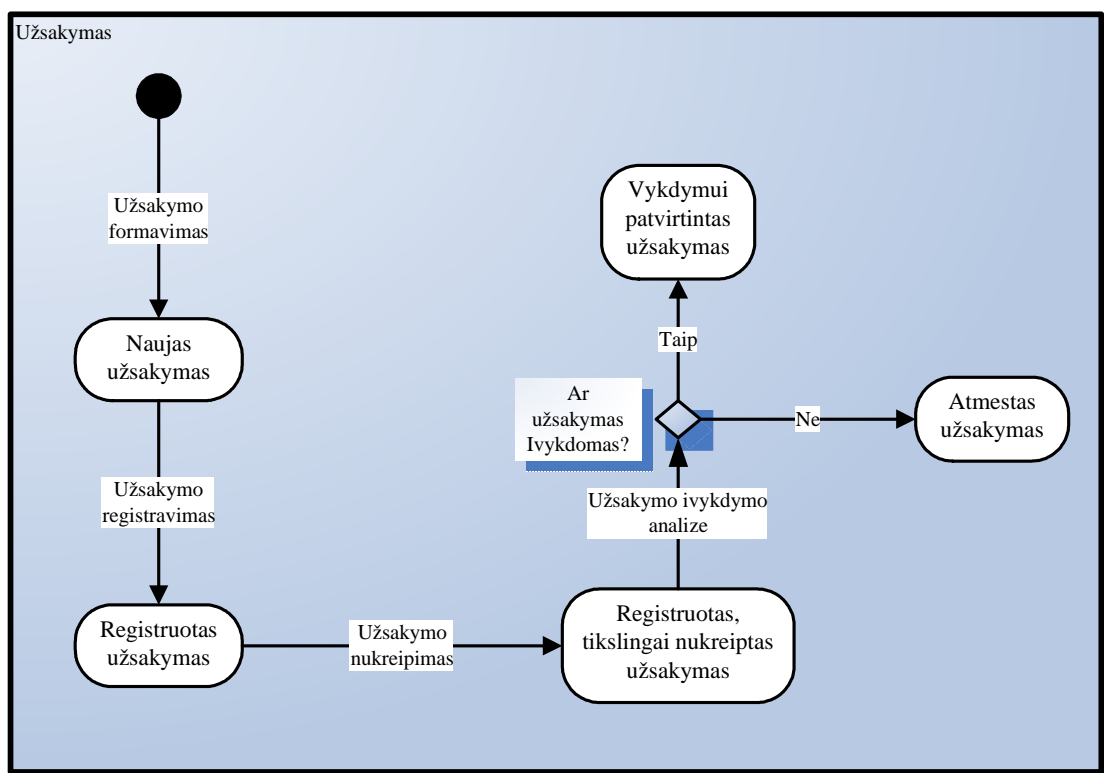 Užsakymas
Užsakymo
formavimas
Naujas
užsakymas
Užsakymo
registravimas
Registruotas
užsakymas
Užsakymo
nukreipimas
Registruotas,
tikslingai nukreiptas
užsakymas
Užsakymo ivykdymo
analize
Ar
užsakymas
Ivykdomas?
Taip
Vykdymui
patvirtintas
užsakymas
Ne
Atmestas
užsakymas